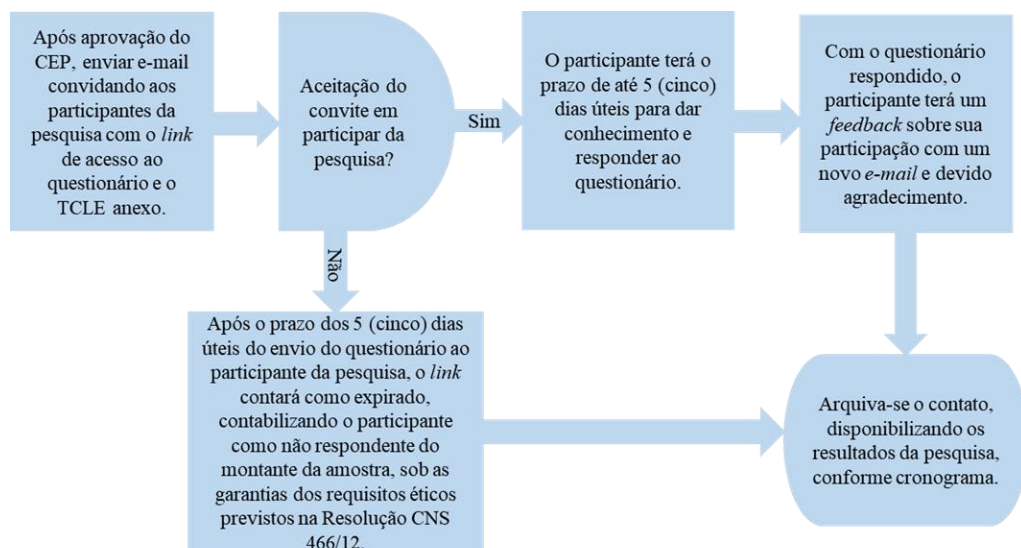 Após aprovação do
CEP, enviar e-mail
convidando aos
participantes da
pesquisa com o link
de acesso ao
questionário e o
TCLE anexo.
Aceitação do
convite em
participar da
pesquisa?
Sim
O participante terá o
prazo de até 5 (cinco)
dias úteis para dar
conhecimento e
responder ao
questionário.
Com o questionário
respondido, o
participante terá um
feedback sobre sua
participação com um
novo e-mail e devido
agradecimento.
Não
Após o prazo dos 5 (cinco) dias
úteis do envio do questionário ao
participante da pesquisa, o link
contará como expirado,
contabilizando o participante
como não respondente do
montante da amostra, sob as
garantias dos requisitos éticos
previstos na Resolução CNS
466/12.
Arquiva-se o contato,
disponibilizando os
resultados da pesquisa,
conforme cronograma.